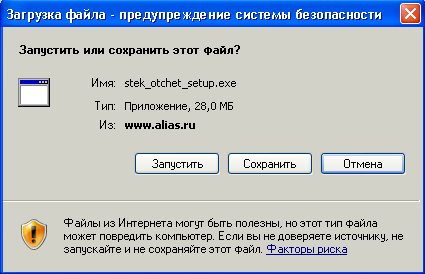 Загрузка файла - предупреждение системы безопасности
Запустить или сохранить этот файл?
Имя: stek_otchet_setup.exe
Тип: Приложение, 28,0 МБ
Из: www.alias.ru
Запустить Сохранить Отмена
Файлы из Интернета могут быть полезны, но этот тип файла
может повредить компьютер. Если вы не доверяете источнику, не
запускайте и не сохраняйте этот файл. Факторы риска